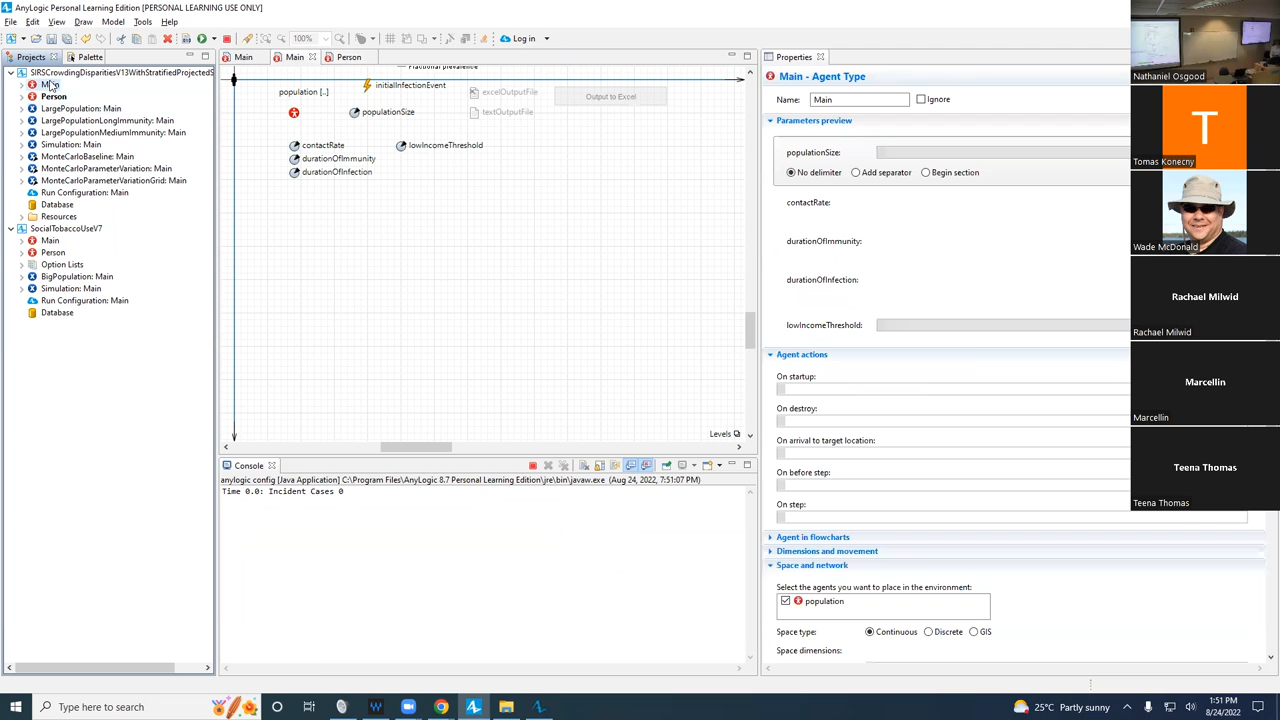 AnyLogic Personal Learning Edition [PERSONAL LEARNING USE ONLY]
File Edit View Draw Model Tools Help
100%
Log in
Projects
Palette
Main
Main
Person
Properties
SIRSCrowdingDisparitiesV13WithStratifiedProjectedS
Main
Person
LargePopulation: Main
LargePopulationLongImmunity: Main
LargePopulationMediumImmunity: Main
Simulation: Main
MonteCarloBaseline: Main
MonteCarloParameterVariation: Main
MonteCarloParameterVariationGrid: Main
Run Configuration: Main
Database
Resources
SocialTobaccoUseV7
Main
Person
Option Lists
BigPopulation: Main
Simulation: Main
Run Configuration: Main
Database
Fractional prevalence
population [..]
initialInfectionEvent
excelOutputFile
Output to Excel
populationSize
textOutputFile
contactRate
lowIncomeThreshold
durationOfImmunity
durationOfInfection
Levels
Console
anylogic config [Java Application] C:\Program Files\AnyLogic 8.7 Personal Learning Edition\jre\bin\javaw.exe (Aug 24, 2022, 7:51:07 PM)
Time 0.0: Incident Cases 0
Main - Agent Type
Name:
Main
Ignore
Parameters preview
populationSize:
No delimiter
Add separator
Begin section
contactRate:
durationOfImmunity:
durationOfInfection:
lowIncomeThreshold:
Agent actions
On startup:
On destroy:
On arrival to target location:
On before step:
On step:
Agent in flowcharts
Dimensions and movement
Space and network
Select the agents you want to place in the environment:
population
Space type:
Continuous
Discrete
GIS
Space dimensions:
Nathaniel Osgood
T
Tomas Konecny
Wade McDonald
Rachael Milwid
Rachael Milwid
Marcellin
Marcellin
Teena Thomas
Teena Thomas
Type here to search
25°C Partly sunny
1:51 PM
8/24/2022